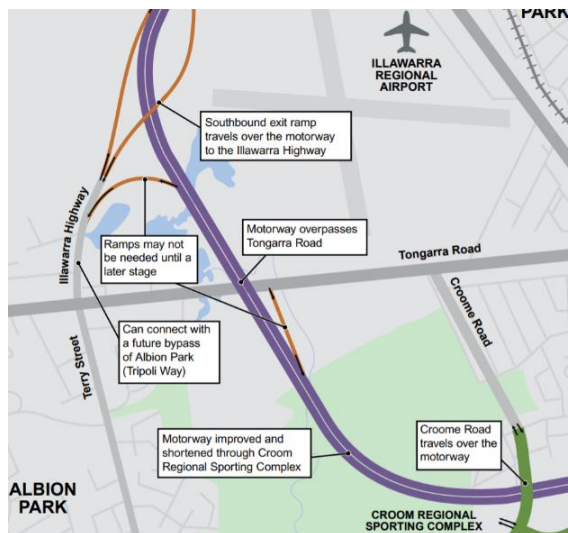 PARK
ILLAWARRA
REGIONAL
AIRPORT
Southbound exit ramp
travels over the motorway
to the Illawarra Highway
Illawarra Highway
Ramps may not
be needed until a
later stage
Motorway overpasses
Tongarra Road
Tongarra Road
Croome Road
Can connect with
a future bypass
of Albion Park
(Tripoli Way)
Terry Street
Motorway improved and
shortened through Croom
Regional Sporting Complex
Croome Road
travels over the
motorway
ALBION
PARK
CROOM REGIONAL
SPORTING COMPLEX